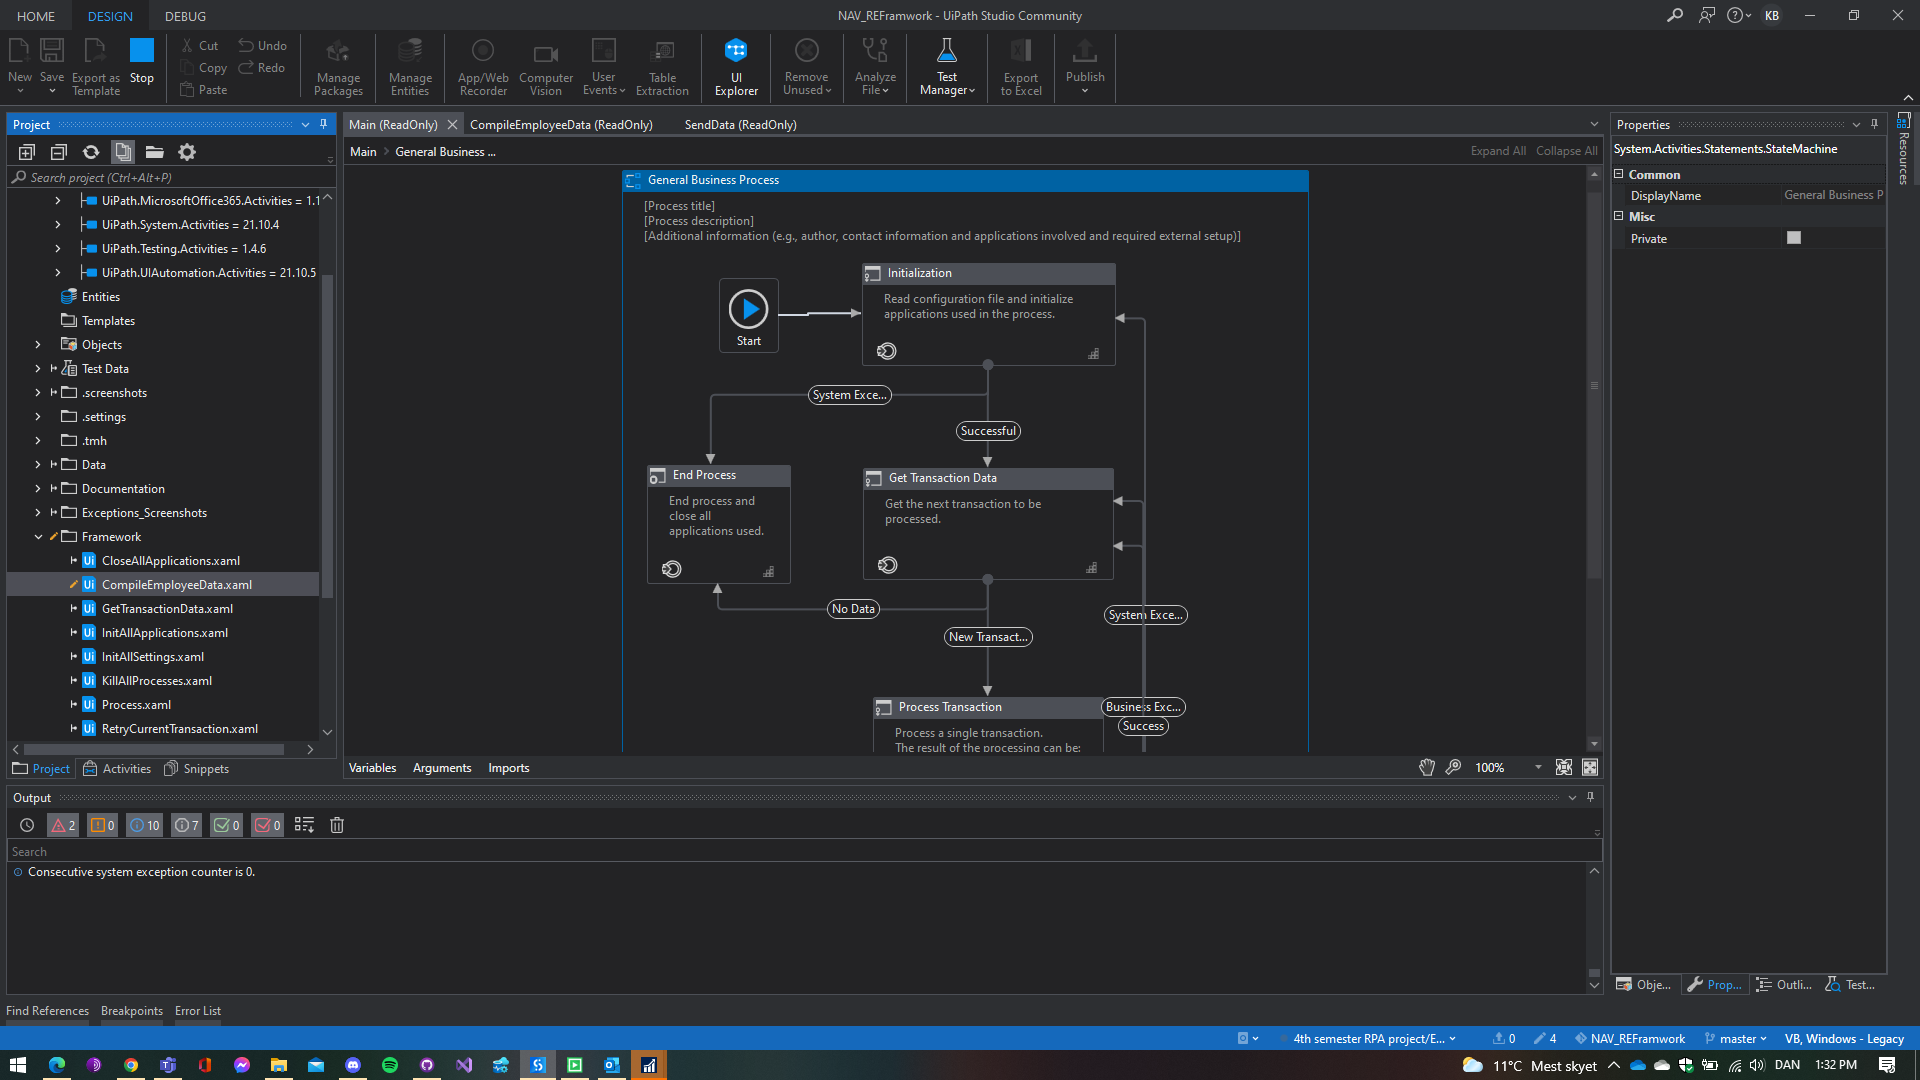 HOME
DESIGN
DEBUG
NAV_REFramwork - UiPath Studio Community
KB
New
Save
Export as Template
Stop
Cut
Copy
Paste
Undo
Redo
Manage Packages
Manage Entities
App/Web Recorder
Computer Vision
User Events
Table Extraction
UI Explorer
Remove Unused
Analyze File
Test Manager
Export to Excel
Publish
Project
Search project (Ctrl+Alt+P)
UiPath.MicrosoftOffice365.Activities = 1.1
UiPath.System.Activities = 21.10.4
UiPath.Testing.Activities = 1.4.6
UiPath.UIAutomation.Activities = 21.10.5
Entities
Templates
Objects
Test Data
.screenshots
.settings
.tmh
Data
Documentation
Exceptions_Screenshots
Framework
CloseAllApplications.xaml
CompileEmployeeData.xaml
GetTransactionData.xaml
InitAllApplications.xaml
InitAllSettings.xaml
KillAllProcesses.xaml
Process.xaml
RetryCurrentTransaction.xaml
Project
Activities
Snippets
Main (ReadOnly)
CompileEmployeeData (ReadOnly)
SendData (ReadOnly)
Main
General Business ...
Expand All
Collapse All
General Business Process
[Process title]
[Process description]
[Additional information (e.g., author, contact information and applications involved and required external setup)]
Start
Initialization
Read configuration file and initialize
applications used in the process.
System Exce...
Successful
End Process
End process and
close all
applications used.
Get Transaction Data
Get the next transaction to be
processed.
No Data
New Transact...
System Exce...
Business Exc...
Success
Process Transaction
Process a single transaction.
The result of the processing can be:
Variables
Arguments
Imports
100%
Properties
System.Activities.Statements.StateMachine
Common
DisplayName
General Business P
Misc
Private
Resources
Obje...
Prop...
Outli...
Test...
Output
2
0
10
7
0
0
Search
Consecutive system exception counter is 0.
Find References
Breakpoints
Error List
4th semester RPA project/E...
0
4
NAV_REFramwork
master
VB, Windows - Legacy
11°C Mest skyet
DAN
1:32 PM